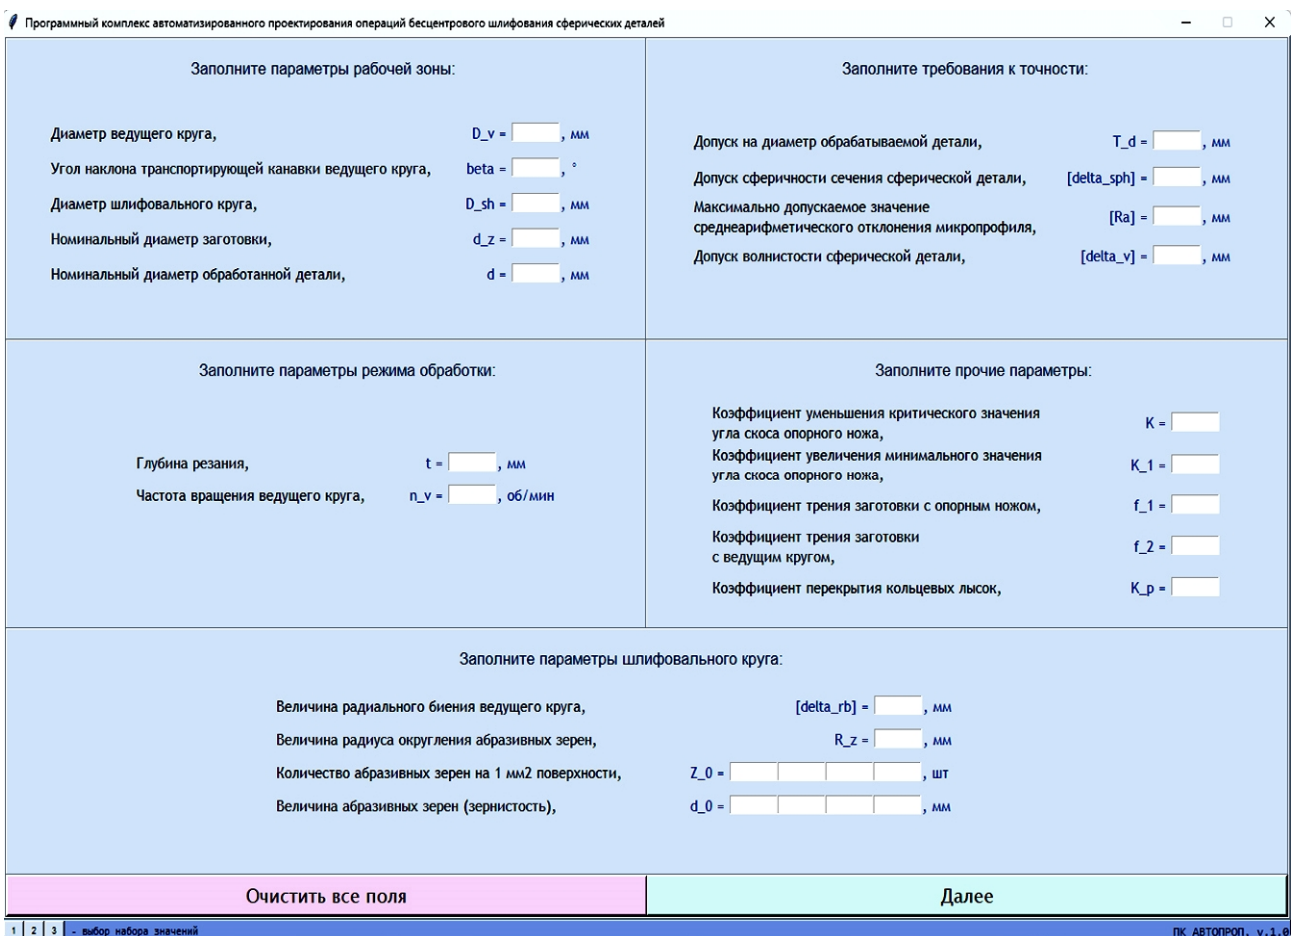 Программный комплекс автоматизированного проектирования операций бесцентрового шлифования сферических деталей
Заполните параметры рабочей зоны:
Диаметр ведущего круга, D_v = , мм
Угол наклона транспортирующей канавки ведущего круга, beta = , °
Диаметр шлифовального круга, D_sh = , мм
Номинальный диаметр заготовки, d_z = , мм
Номинальный диаметр обработанной детали, d = , мм
Заполните требования к точности:
Допуск на диаметр обрабатываемой детали, T_d = , мм
Допуск сферичности сечения сферической детали, [delta_sph] = , мм
Максимально допускаемое значение
среднеарифметического отклонения микропрофиля, [Ra] = , мм
Допуск волнистости сферической детали, [delta_v] = , мм
Заполните параметры режима обработки:
Глубина резания, t = , мм
Частота вращения ведущего круга, n_v = , об/мин
Заполните прочие параметры:
Коэффициент уменьшения критического значения
угла скоса опорного ножа, K =
Коэффициент увеличения минимального значения
угла скоса опорного ножа, K_1 =
Коэффициент трения заготовки с опорным ножом, f_1 =
Коэффициент трения заготовки
с ведущим кругом, f_2 =
Коэффициент перекрытия кольцевых лысок, K_p =
Заполните параметры шлифовального круга:
Величина радиального биения ведущего круга, [delta_rb] = , мм
Величина радиуса округления абразивных зерен, R_z = , мм
Количество абразивных зерен на 1 мм2 поверхности, Z_0 = , шт
Величина абразивных зерен (зернистость), d_0 = , мм
Очистить все поля
Далее
1 2 3 - выбор набора значений
ПК АВТОПРОП. v.1.0